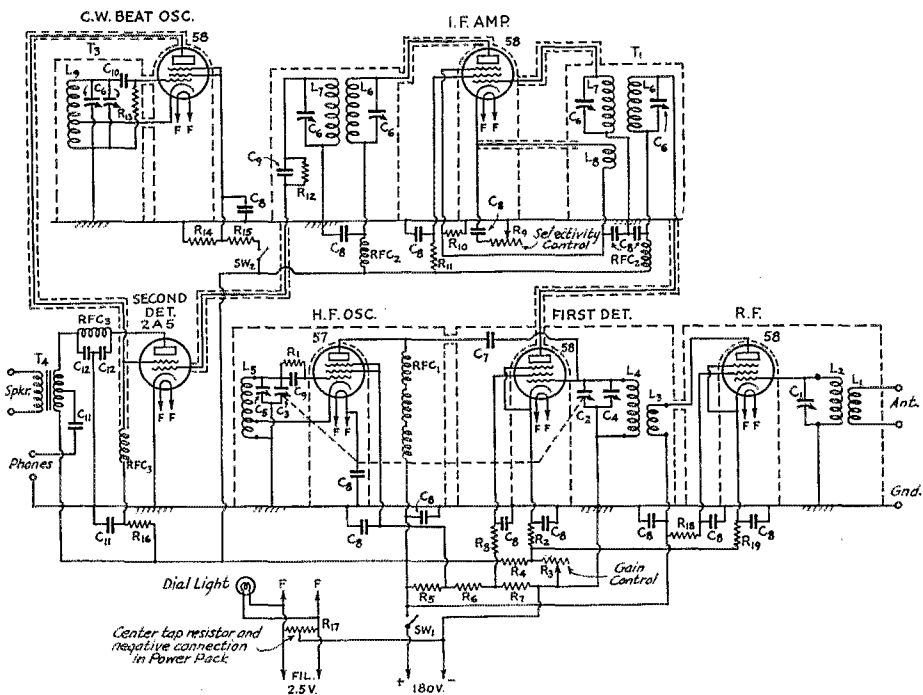 C.W. BEAT OSC.
I.F. AMP.
58
58
T3
T1
L9
C6
C6
C10
R13
L7
L6
C6
C6
L7
C6
L6
C6
L8
C9
R12
C8
R14
R15
SW2
C8
RFC2
C8
R11
R10
C8
R9
Selectivity
Control
C8
RFC2
SECOND
DET.
2A5
H.F. OSC.
57
FIRST DET.
58
R.F.
58
RFC3
C12
C12
T4
Spkr.
C11
Phones
RFC3
L5
C5
C3
R1
C9
RFC1
C7
C2
C4
L4
L3
C1
L2
L1
Ant.
Gnd.
F F
F F
F F
F F
F F
F F
C8
C8
C8
C8
C8
C8
C8
C8
C11
R16
R8
R2
R18
R19
R4
R3
Gain
Control
R5
R6
R7
Dial Light
F
F
R17
Center tap resistor and
negative connection
in Power Pack
SW1
FIL.
2.5 V.
+
180V.
-